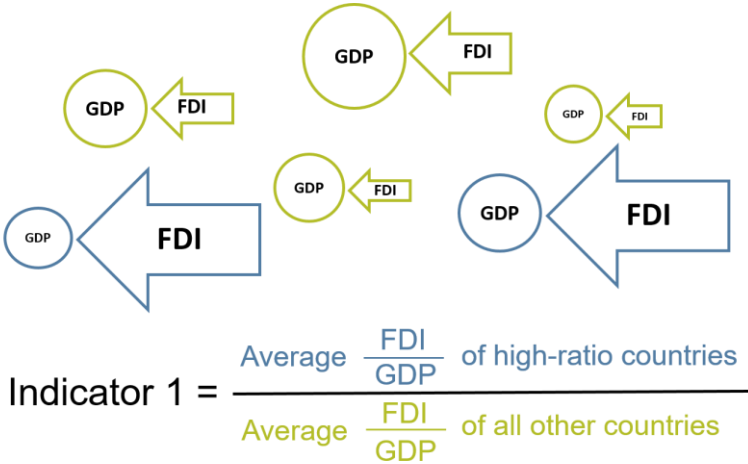 GDP FDI
GDP FDI
GDP FDI
GDP FDI
GDP FDI
GDP FDI
Indicator 1 =
Average FDI/GDP of high-ratio countries
Average FDI/GDP of all other countries